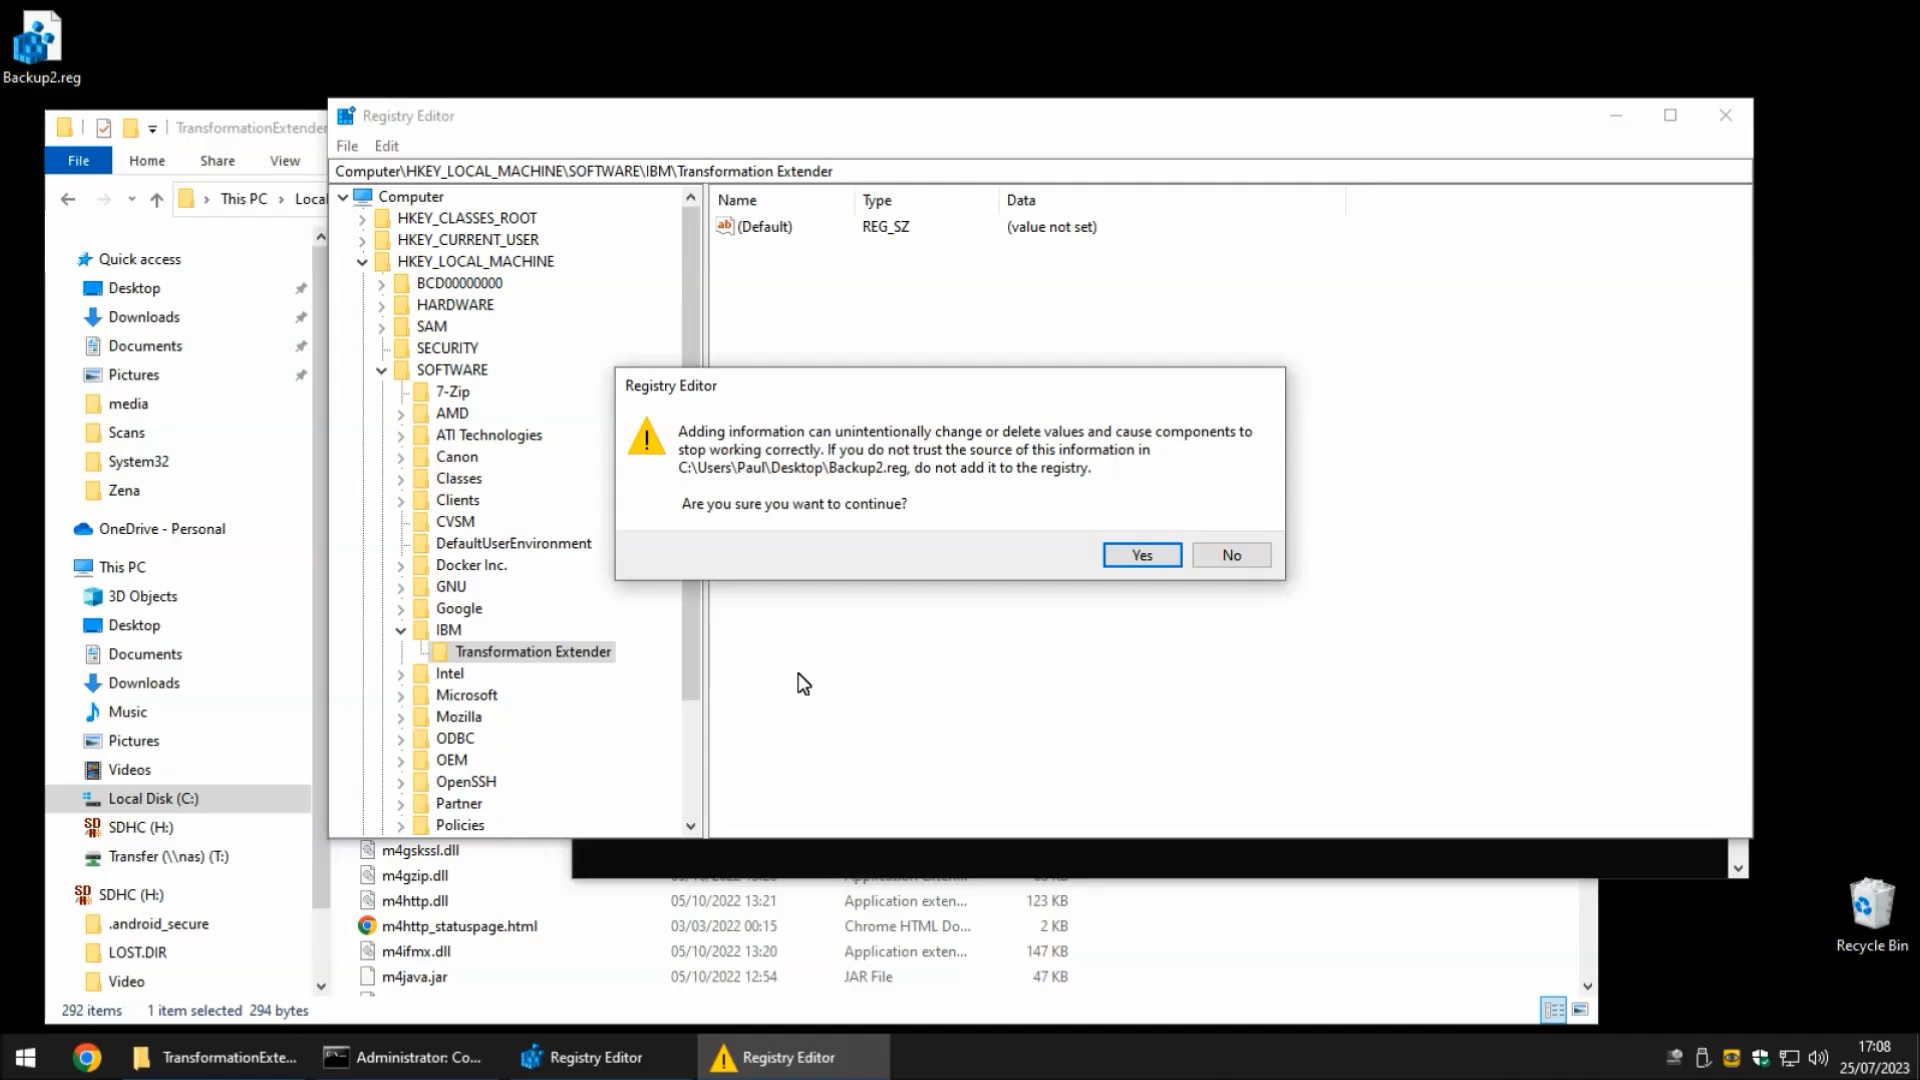 Backup2.reg
TransformationExtender
File
Home
Share
View
This PC
Local
Quick access
Desktop
Downloads
Documents
Pictures
media
Scans
System32
Zena
OneDrive - Personal
This PC
3D Objects
Desktop
Documents
Downloads
Music
Pictures
Videos
Local Disk (C:)
SDHC (H:)
Transfer (\\nas) (T:)
SDHC (H:)
.android_secure
LOST.DIR
Video
292 items 1 item selected 294 bytes
Registry Editor
File Edit
Computer\HKEY_LOCAL_MACHINE\SOFTWARE\IBM\Transformation Extender
Computer
HKEY_CLASSES_ROOT
HKEY_CURRENT_USER
HKEY_LOCAL_MACHINE
BCD00000000
HARDWARE
SAM
SECURITY
SOFTWARE
7-Zip
AMD
ATI Technologies
Canon
Classes
Clients
CVSM
DefaultUserEnvironment
Docker Inc.
GNU
Google
IBM
Transformation Extender
Intel
Microsoft
Mozilla
ODBC
OEM
OpenSSH
Partner
Policies
Name Type Data
(Default) REG_SZ (value not set)
Registry Editor
Adding information can unintentionally change or delete values and cause components to
stop working correctly. If you do not trust the source of this information in
C:\Users\Paul\Desktop\Backup2.reg, do not add it to the registry.
Are you sure you want to continue?
Yes No
m4gskssl.dll
m4gzip.dll
m4http.dll 05/10/2022 13:21 Application exten... 123 KB
m4http_statuspage.html 03/03/2022 00:15 Chrome HTML Do... 2 KB
m4ifmx.dll 05/10/2022 13:20 Application exten... 147 KB
m4java.jar 05/10/2022 12:54 JAR File 47 KB
Recycle Bin
TransformationExte...
Administrator: Co...
Registry Editor
Registry Editor
17:08
25/07/2023